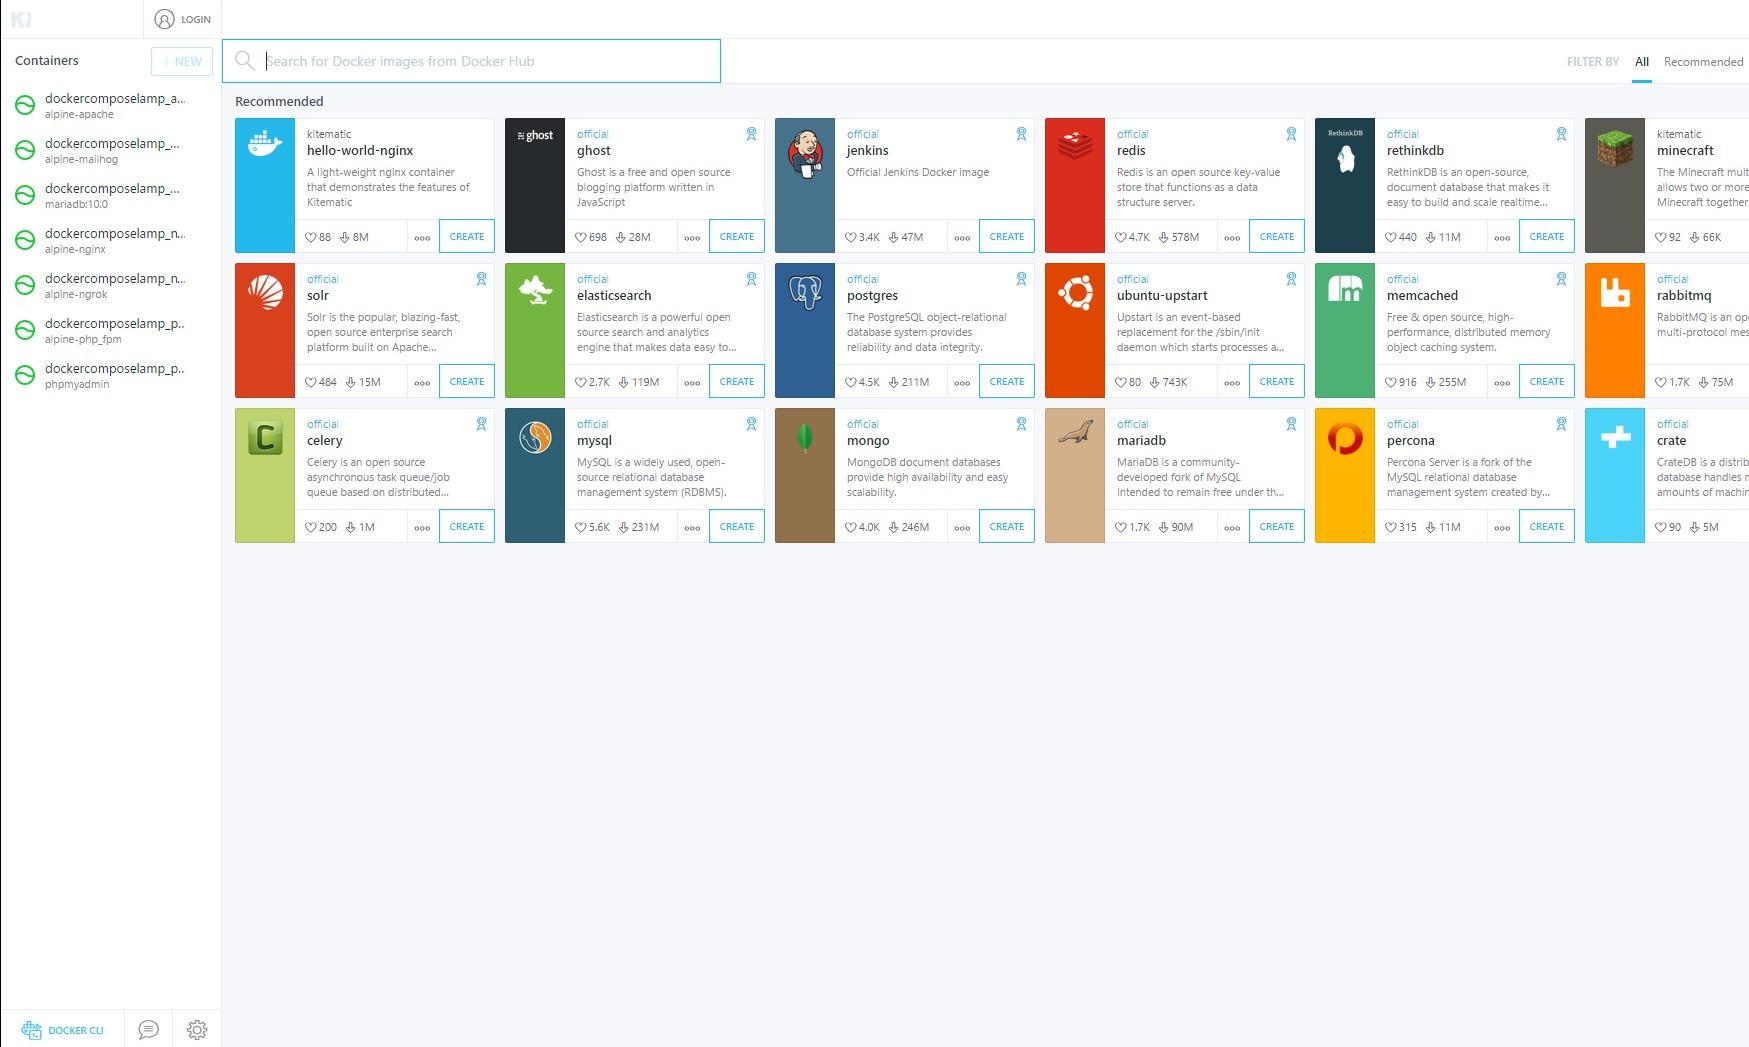 LOGIN
Containers
+ NEW
dockercomposelamp_a...
alpine-apache
dockercomposelamp_...
alpine-mailhog
dockercomposelamp_...
mariadb:10.0
dockercomposelamp_n...
alpine-nginx
dockercomposelamp_n...
alpine-ngrok
dockercomposelamp_p...
alpine-php_fpm
dockercomposelamp_p...
phpmyadmin
DOCKER CLI
Search for Docker images from Docker Hub
FILTER BY All Recommended
Recommended
kitematic
hello-world-nginx
A light-weight nginx container
that demonstrates the features of
Kitematic
88 8M CREATE
ghost
official
ghost
Ghost is a free and open source
blogging platform written in
JavaScript
698 28M CREATE
official
jenkins
Official Jenkins Docker image
3.4K 47M CREATE
official
redis
Redis is an open source key-value
store that functions as a data
structure server.
4.7K 578M CREATE
RethinkDB
official
rethinkdb
RethinkDB is an open-source,
document database that makes it
easy to build and scale realtime...
440 11M CREATE
kitematic
minecraft
The Minecraft mult
allows two or more
Minecraft together
92 66K
official
solr
Solr is the popular, blazing-fast,
open source enterprise search
platform built on Apache...
484 15M CREATE
official
elasticsearch
Elasticsearch is a powerful open
source search and analytics
engine that makes data easy to...
2.7K 119M CREATE
official
postgres
The PostgreSQL object-relational
database system provides
reliability and data integrity.
4.5K 211M CREATE
official
ubuntu-upstart
Upstart is an event-based
replacement for the /sbin/init
daemon which starts processes a...
80 743K CREATE
official
memcached
Free & open source, high-
performance, distributed memory
object caching system.
916 255M CREATE
official
rabbitmq
RabbitMQ is an op
multi-protocol mes
1.7K 75M
C
official
celery
Celery is an open source
asynchronous task queue/job
queue based on distributed...
200 1M CREATE
official
mysql
MySQL is a widely used, open-
source relational database
management system (RDBMS).
5.6K 231M CREATE
official
mongo
MongoDB document databases
provide high availability and easy
scalability.
4.0K 246M CREATE
official
mariadb
MariaDB is a community-
developed fork of MySQL
intended to remain free under th...
1.7K 90M CREATE
official
percona
Percona Server is a fork of the
MySQL relational database
management system created by...
315 11M CREATE
official
crate
CrateDB is a distrib
database handles m
amounts of machin
90 5M